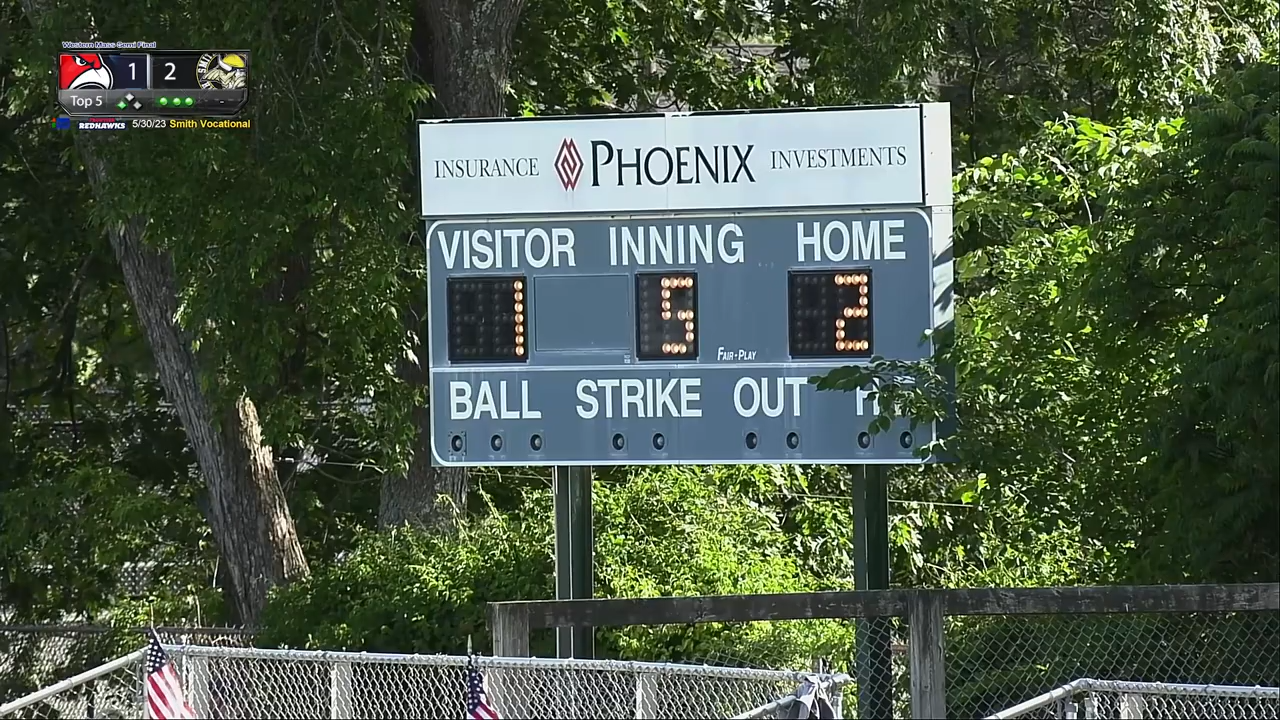 Western Mass Semi Final
1 2
Top 5
REDHAWKS 5/30/23 Smith Vocational
INSURANCE PHOENIX INVESTMENTS
VISITOR INNING HOME
1 5 2
FAIR-PLAY
BALL STRIKE OUT